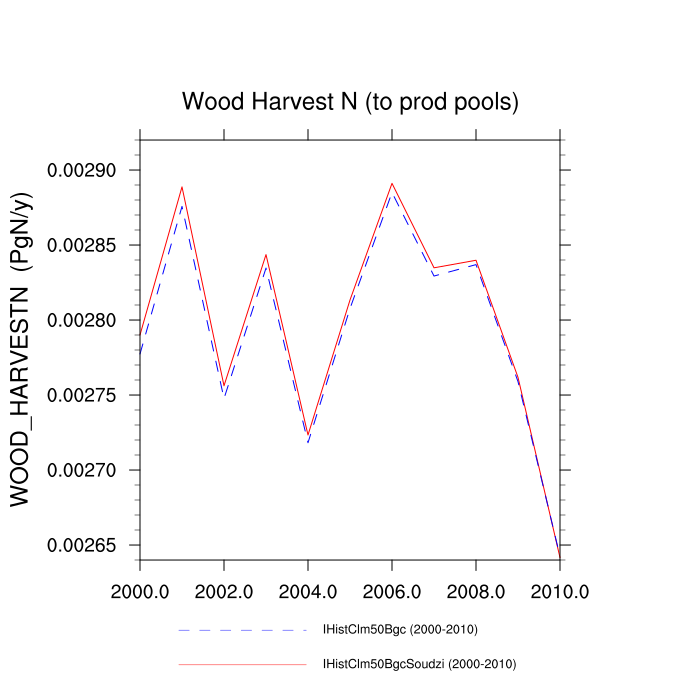 Wood Harvest N (to prod pools)
WOOD_HARVESTN (PgN/y)
0.00290
0.00285
0.00280
0.00275
0.00270
0.00265
2000.0 2002.0 2004.0 2006.0 2008.0 2010.0
IHistClm50Bgc (2000-2010)
IHistClm50BgcSoudzi (2000-2010)